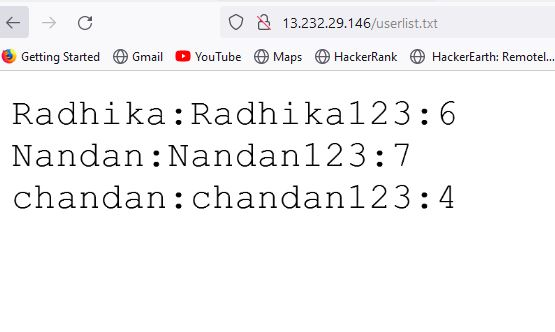 13.232.29.146/userlist.txt
Getting Started Gmail YouTube Maps HackerRank HackerEarth: Remotel...
Radhika:Radhika123:6
Nandan:Nandan123:7
chandan:chandan123:4